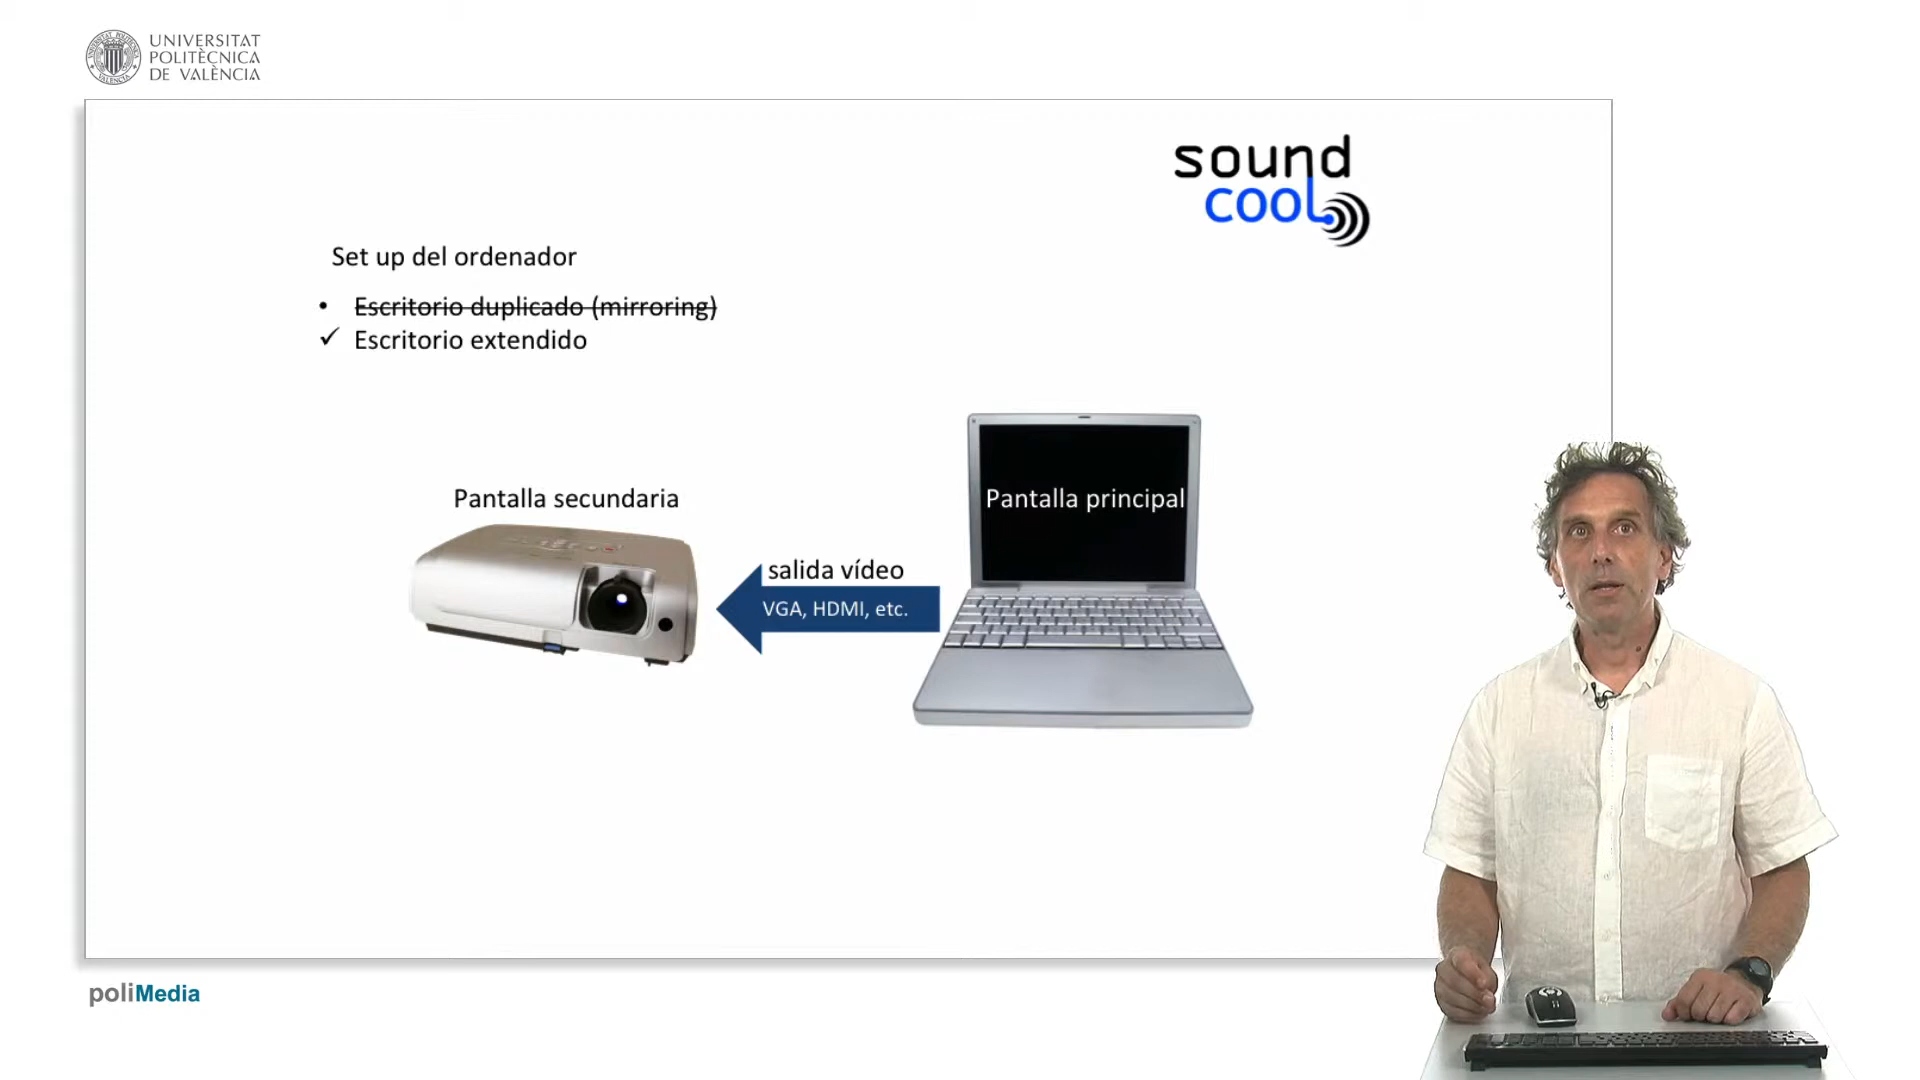 UNIVERSITAT
POLITÈCNICA
DE VALÈNCIA
sound
cool
Set up del ordenador
• Escritorio duplicado (mirroring)
✓ Escritorio extendido
Pantalla secundaria
Pantalla principal
salida vídeo
VGA, HDMI, etc.
poliMedia